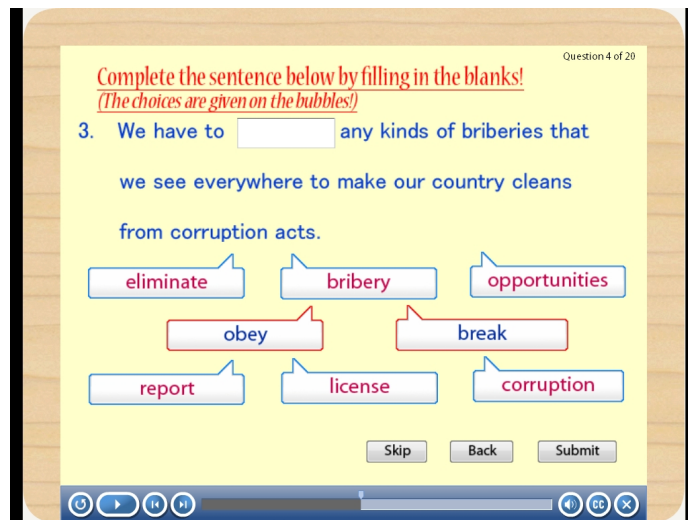 Question 4 of 20
Complete the sentence below by filling in the blanks!
(The choices are given on the bubbles!)
3. We have to any kinds of briberies that
we see everywhere to make our country cleans
from corruption acts.
eliminate bribery opportunities
obey break
report license corruption
Skip Back Submit
CC